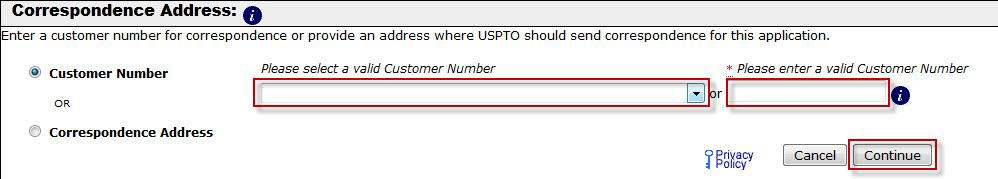 Correspondence Address: i
Enter a customer number for correspondence or provide an address where USPTO should send correspondence for this application.
Customer Number
Please select a valid Customer Number
* Please enter a valid Customer Number
OR
or
i
Correspondence Address
Privacy
Policy
Cancel
Continue